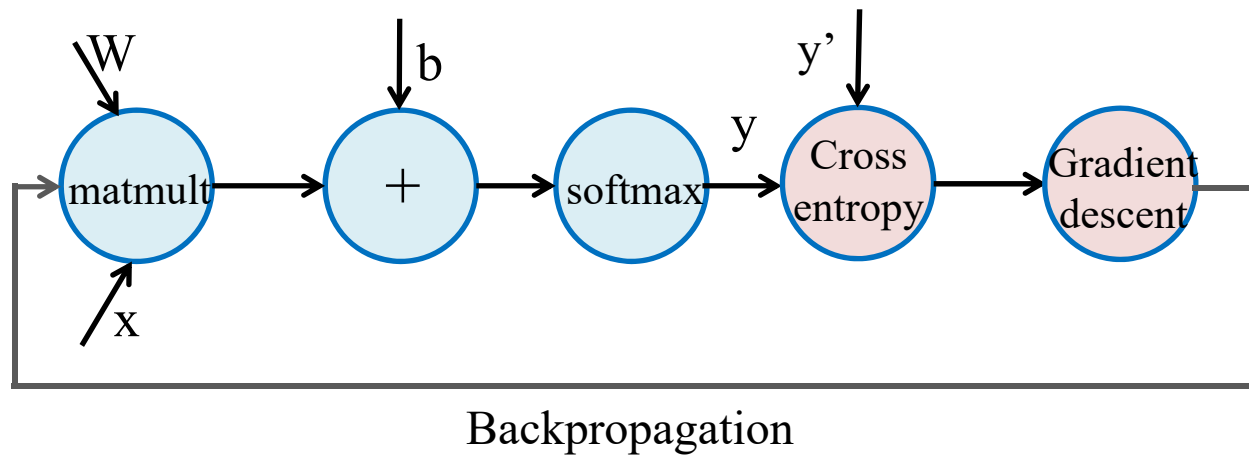 W
b
y’
y
matmult
+
softmax
Cross
entropy
Gradient
descent
x
Backpropagation